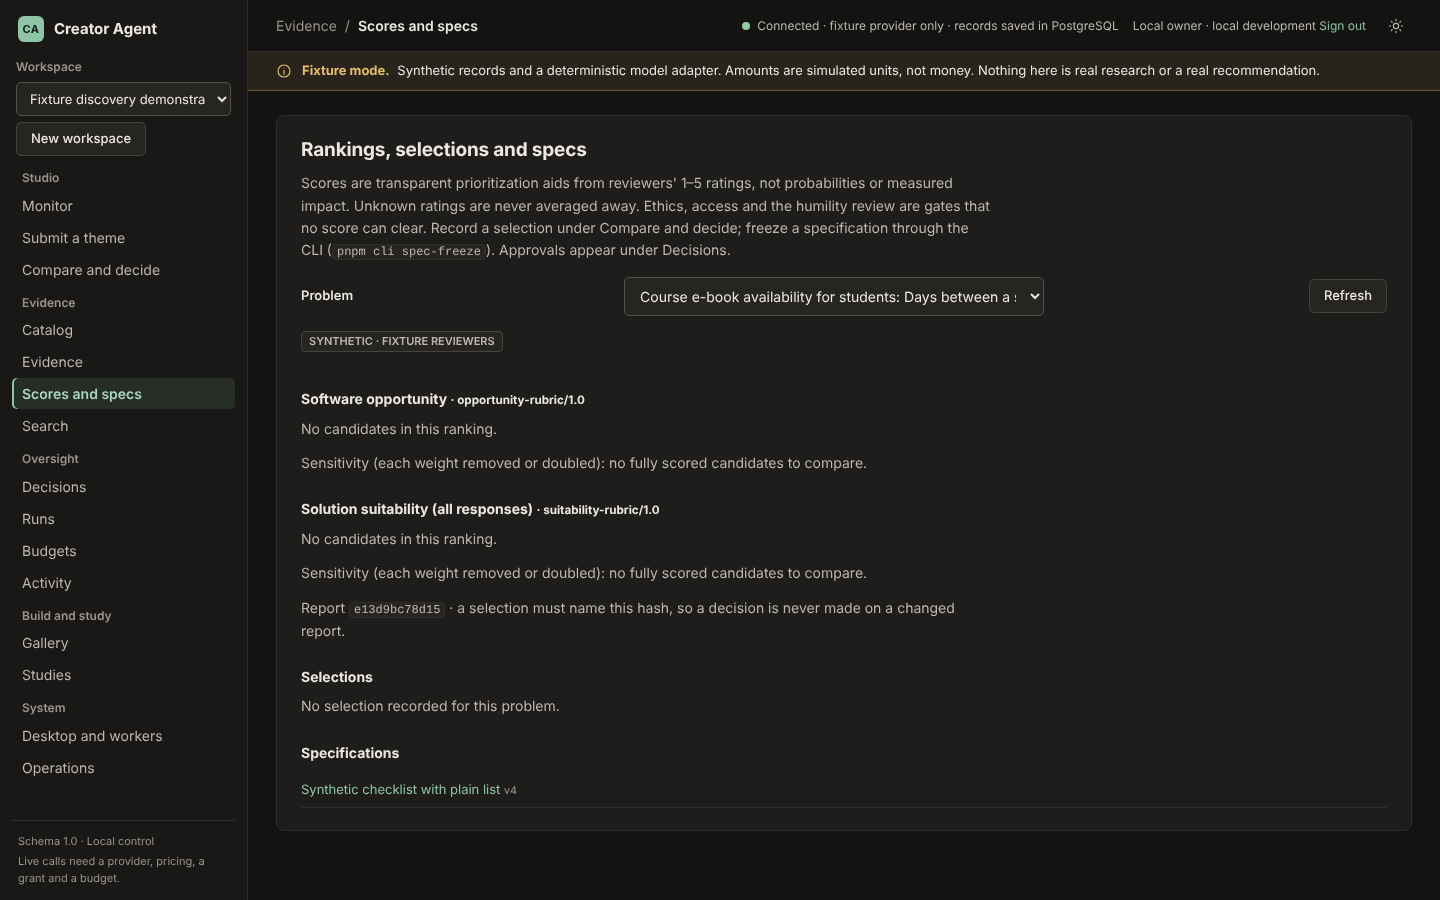 CA Creator Agent
Workspace
Fixture discovery demonstra
New workspace
Studio
Monitor
Submit a theme
Compare and decide
Evidence
Catalog
Evidence
Scores and specs
Search
Oversight
Decisions
Runs
Budgets
Activity
Build and study
Gallery
Studies
System
Desktop and workers
Operations
Schema 1.0 · Local control
Live calls need a provider, pricing, a
grant and a budget.
Evidence / Scores and specs
Connected · fixture provider only · records saved in PostgreSQL Local owner · local development Sign out
Fixture mode. Synthetic records and a deterministic model adapter. Amounts are simulated units, not money. Nothing here is real research or a real recommendation.
Rankings, selections and specs
Scores are transparent prioritization aids from reviewers' 1–5 ratings, not probabilities or measured
impact. Unknown ratings are never averaged away. Ethics, access and the humility review are gates that
no score can clear. Record a selection under Compare and decide; freeze a specification through the
CLI ( pnpm cli spec-freeze ). Approvals appear under Decisions.
Problem
Course e-book availability for students: Days between a s
Refresh
SYNTHETIC · FIXTURE REVIEWERS
Software opportunity · opportunity-rubric/1.0
No candidates in this ranking.
Sensitivity (each weight removed or doubled): no fully scored candidates to compare.
Solution suitability (all responses) · suitability-rubric/1.0
No candidates in this ranking.
Sensitivity (each weight removed or doubled): no fully scored candidates to compare.
Report e13d9bc78d15 · a selection must name this hash, so a decision is never made on a changed
report.
Selections
No selection recorded for this problem.
Specifications
Synthetic checklist with plain list v4